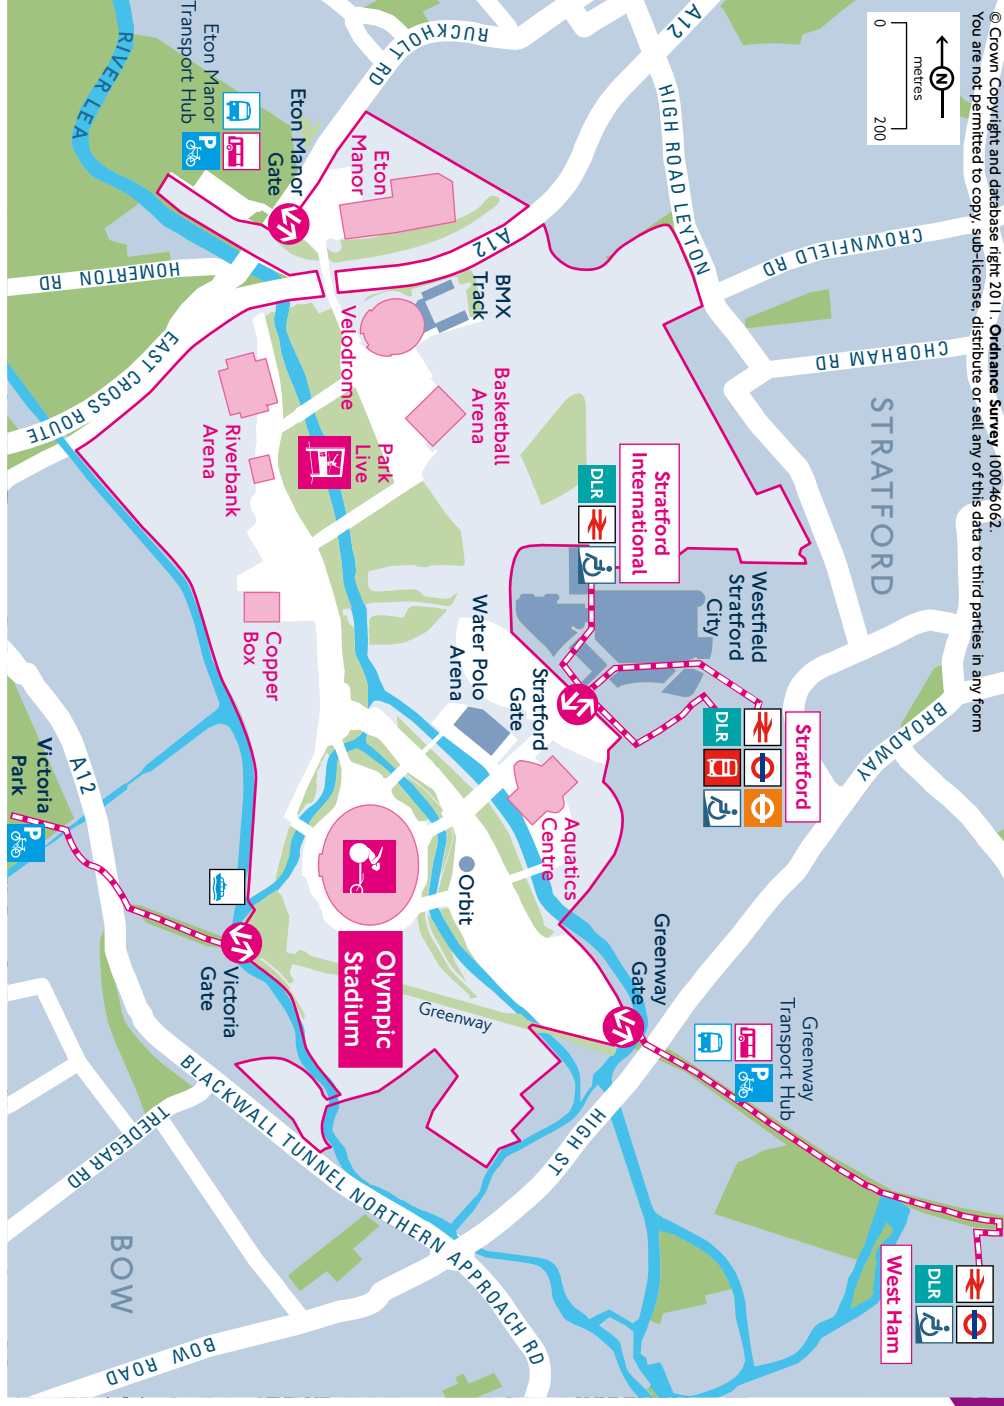 © Crown Copyright and database right 2011. Ordnance Survey 100046062.
You are not permitted to copy, sub-license, distribute or sell any of this data to third parties in any form
N
metres
0
200
RUCKHOLT RD
A12
HIGH ROAD LEYTON
CROWNFIELD RD
CHOBHAM RD
STRATFORD
BROADWAY
RIVER LEA
Eton Manor
Transport Hub
P
Eton Manor
Gate
Eton
Manor
A12
HOMERTON RD
EAST CROSS ROUTE
BMX
Track
Velodrome
Basketball
Arena
Riverbank
Arena
Park
Live
Stratford
International
DLR
Westfield
Stratford
City
Copper
Box
Water Polo
Arena
Stratford
Gate
Stratford
DLR
Aquatics
Centre
Orbit
Olympic
Stadium
Greenway
Greenway
Gate
Greenway
Transport Hub
P
Victoria
Park
P
A12
Victoria
Gate
BLACKWALL TUNNEL NORTHERN APPROACH RD
TREDEGAR RD
BOW
BOW ROAD
HIGH ST
West Ham
DLR